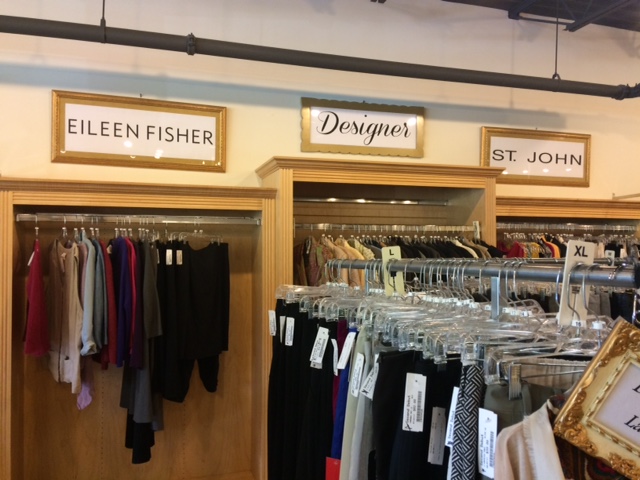 EILEEN FISHER
Designer
ST. JOHN
L
XL